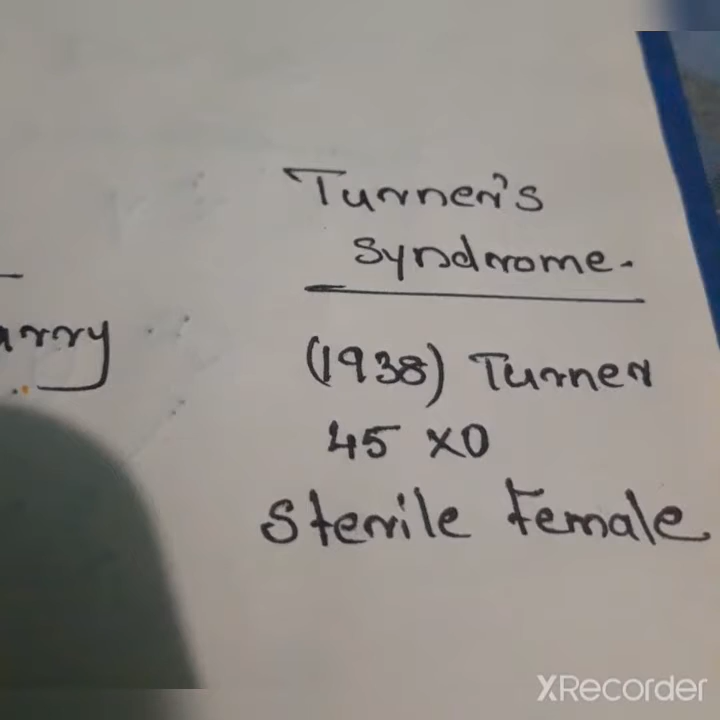 Turner's
Syndrome.
(1938) Turner
45 XO
Sterile Female
XRecorder